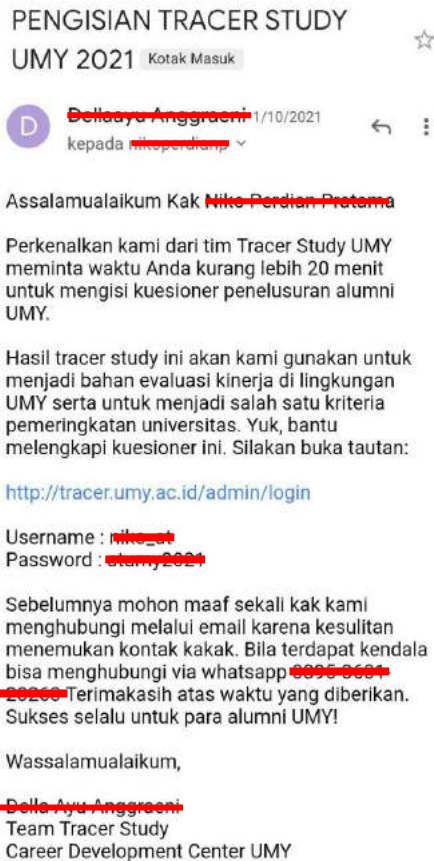 PENGISIAN TRACER STUDY
UMY 2021 Kotak Masuk
D
1/10/2021
kepada
Assalamualaikum Kak
Perkenalkan kami dari tim Tracer Study UMY
meminta waktu Anda kurang lebih 20 menit
untuk mengisi kuesioner penelusuran alumni
UMY.
Hasil tracer study ini akan kami gunakan untuk
menjadi bahan evaluasi kinerja di lingkungan
UMY serta untuk menjadi salah satu kriteria
pemeringkatan universitas. Yuk, bantu
melengkapi kuesioner ini. Silakan buka tautan:
http://tracer.umy.ac.id/admin/login
Username :
Password :
Sebelumnya mohon maaf sekali kak kami
menghubungi melalui email karena kesulitan
menemukan kontak kakak. Bila terdapat kendala
bisa menghubungi via whatsapp
Terimakasih atas waktu yang diberikan.
Sukses selalu untuk para alumni UMY!
Wassalamualaikum,
Team Tracer Study
Career Development Center UMY